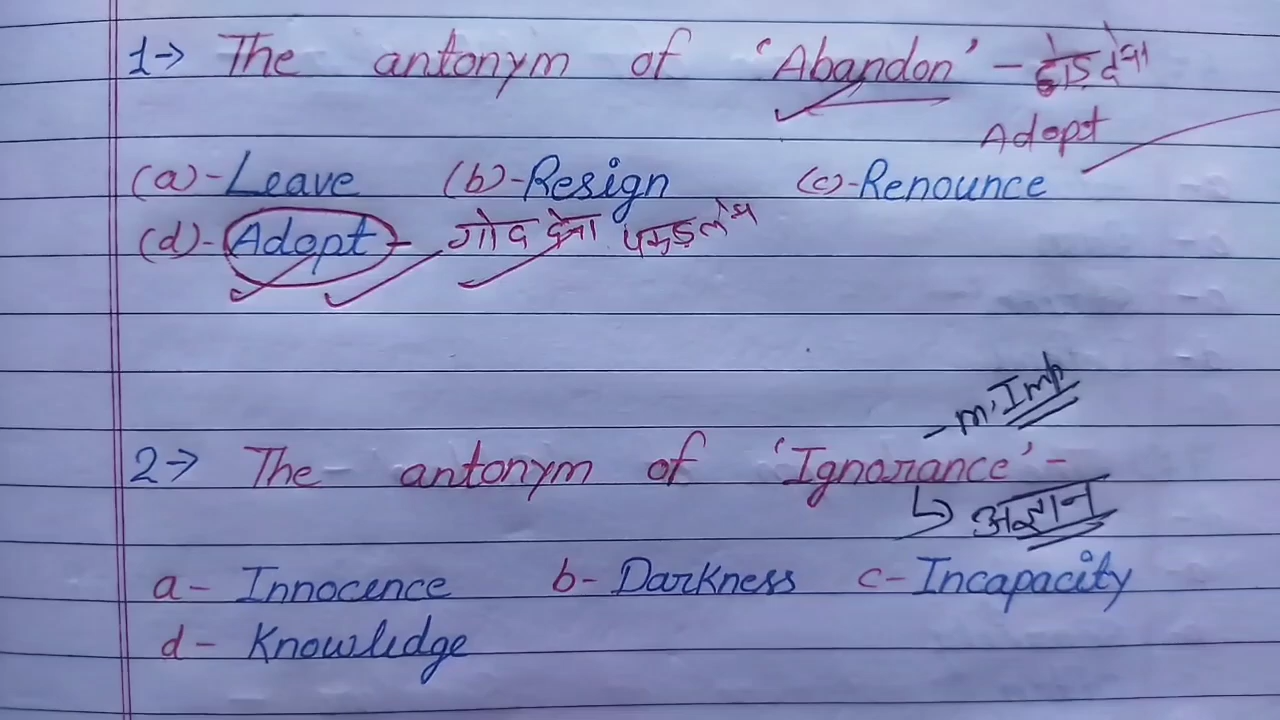 1→ The antonym of 'Abandon' - छोड़ देना
Adopt
(a)-Leave (b)-Resign (c)-Renounce
(d)-Adopt- गोद देना पकड़
- m. Imp
2→ The antonym of 'Ignorance'-
↳ अज्ञान
a- Innocence b- Darkness c- Incapacity
d- Knowledge